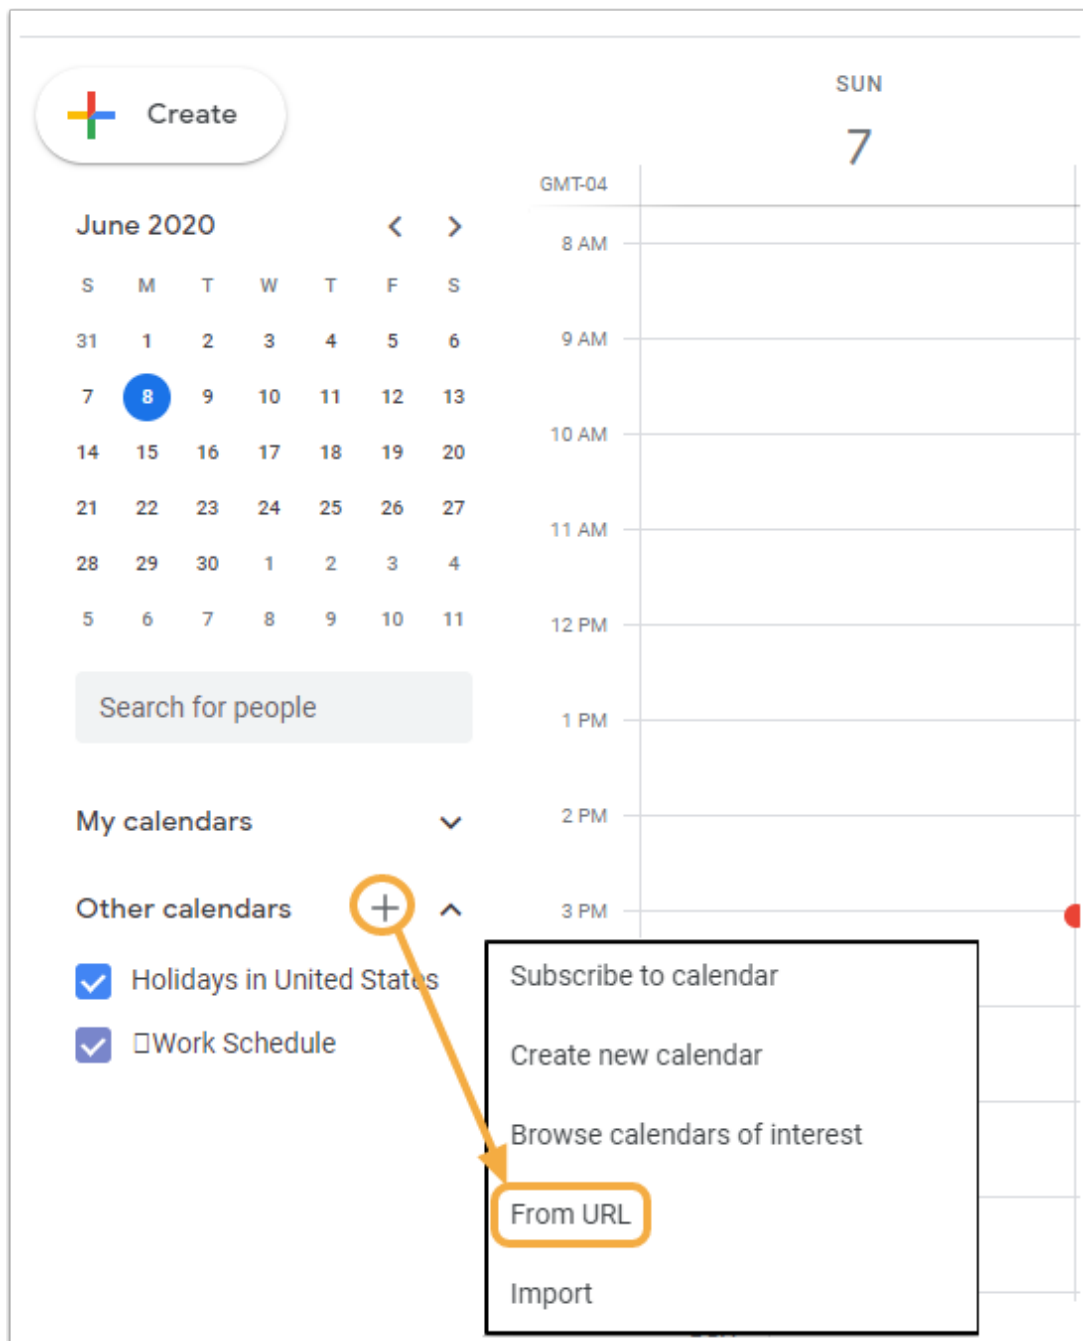 Create
SUN
7
GMT-04
June 2020
S M T W T F S
31 1 2 3 4 5 6
7 8 9 10 11 12 13
14 15 16 17 18 19 20
21 22 23 24 25 26 27
28 29 30 1 2 3 4
5 6 7 8 9 10 11
Search for people
My calendars
Other calendars
Holidays in United States
Work Schedule
8 AM
9 AM
10 AM
11 AM
12 PM
1 PM
2 PM
3 PM
Subscribe to calendar
Create new calendar
Browse calendars of interest
From URL
Import